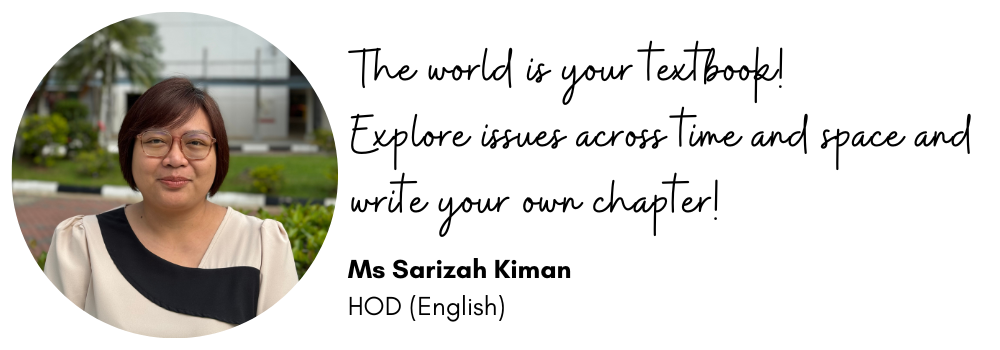 The world is your textbook!
Explore issues across time and space and
write your own chapter!
Ms Sarizah Kiman
HOD (English)